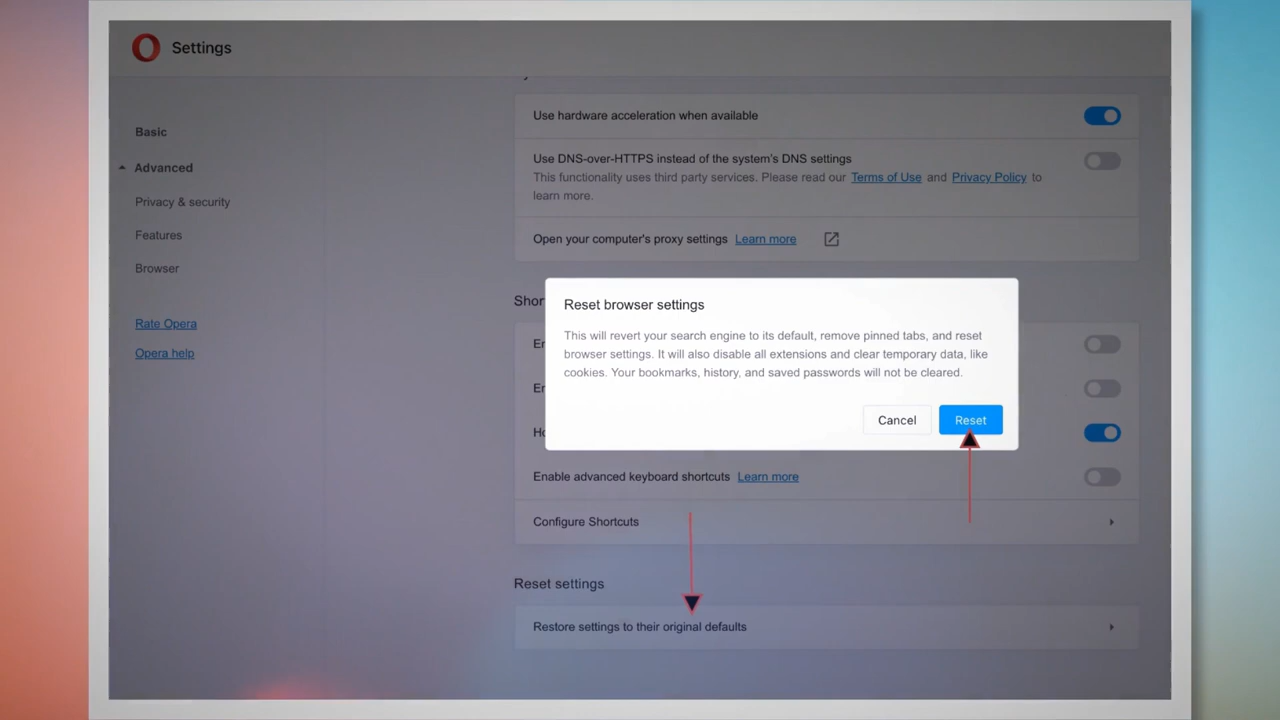 Settings
Basic
Advanced
Privacy & security
Features
Browser
Rate Opera
Opera help
Use hardware acceleration when available
Use DNS-over-HTTPS instead of the system's DNS settings
This functionality uses third party services. Please read our Terms of Use and Privacy Policy to
learn more.
Open your computer's proxy settings Learn more
Reset browser settings
This will revert your search engine to its default, remove pinned tabs, and reset
browser settings. It will also disable all extensions and clear temporary data, like
cookies. Your bookmarks, history, and saved passwords will not be cleared.
Cancel Reset
Enable advanced keyboard shortcuts Learn more
Configure Shortcuts
Reset settings
Restore settings to their original defaults